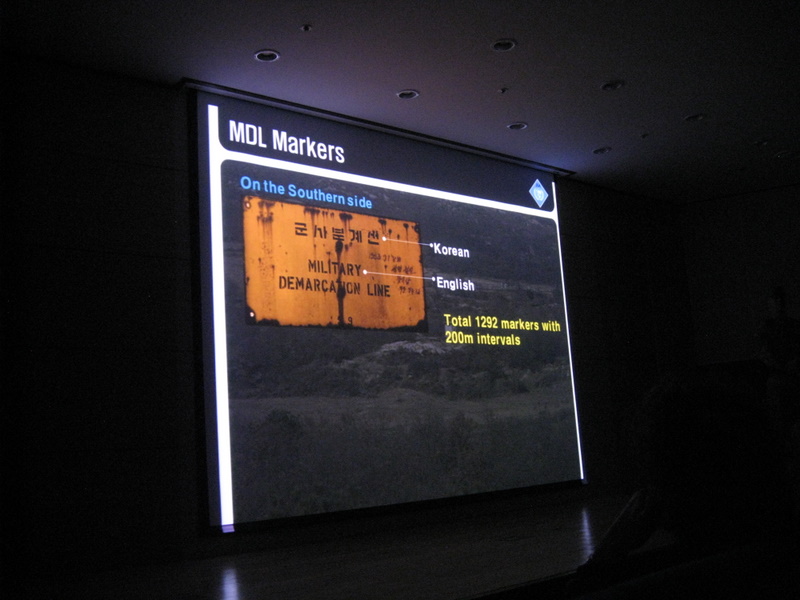 MDL Markers
On the Southern side
군사분계선
Korean
MILITARY
English
DEMARCATION LINE
Total 1292 markers with
200m intervals